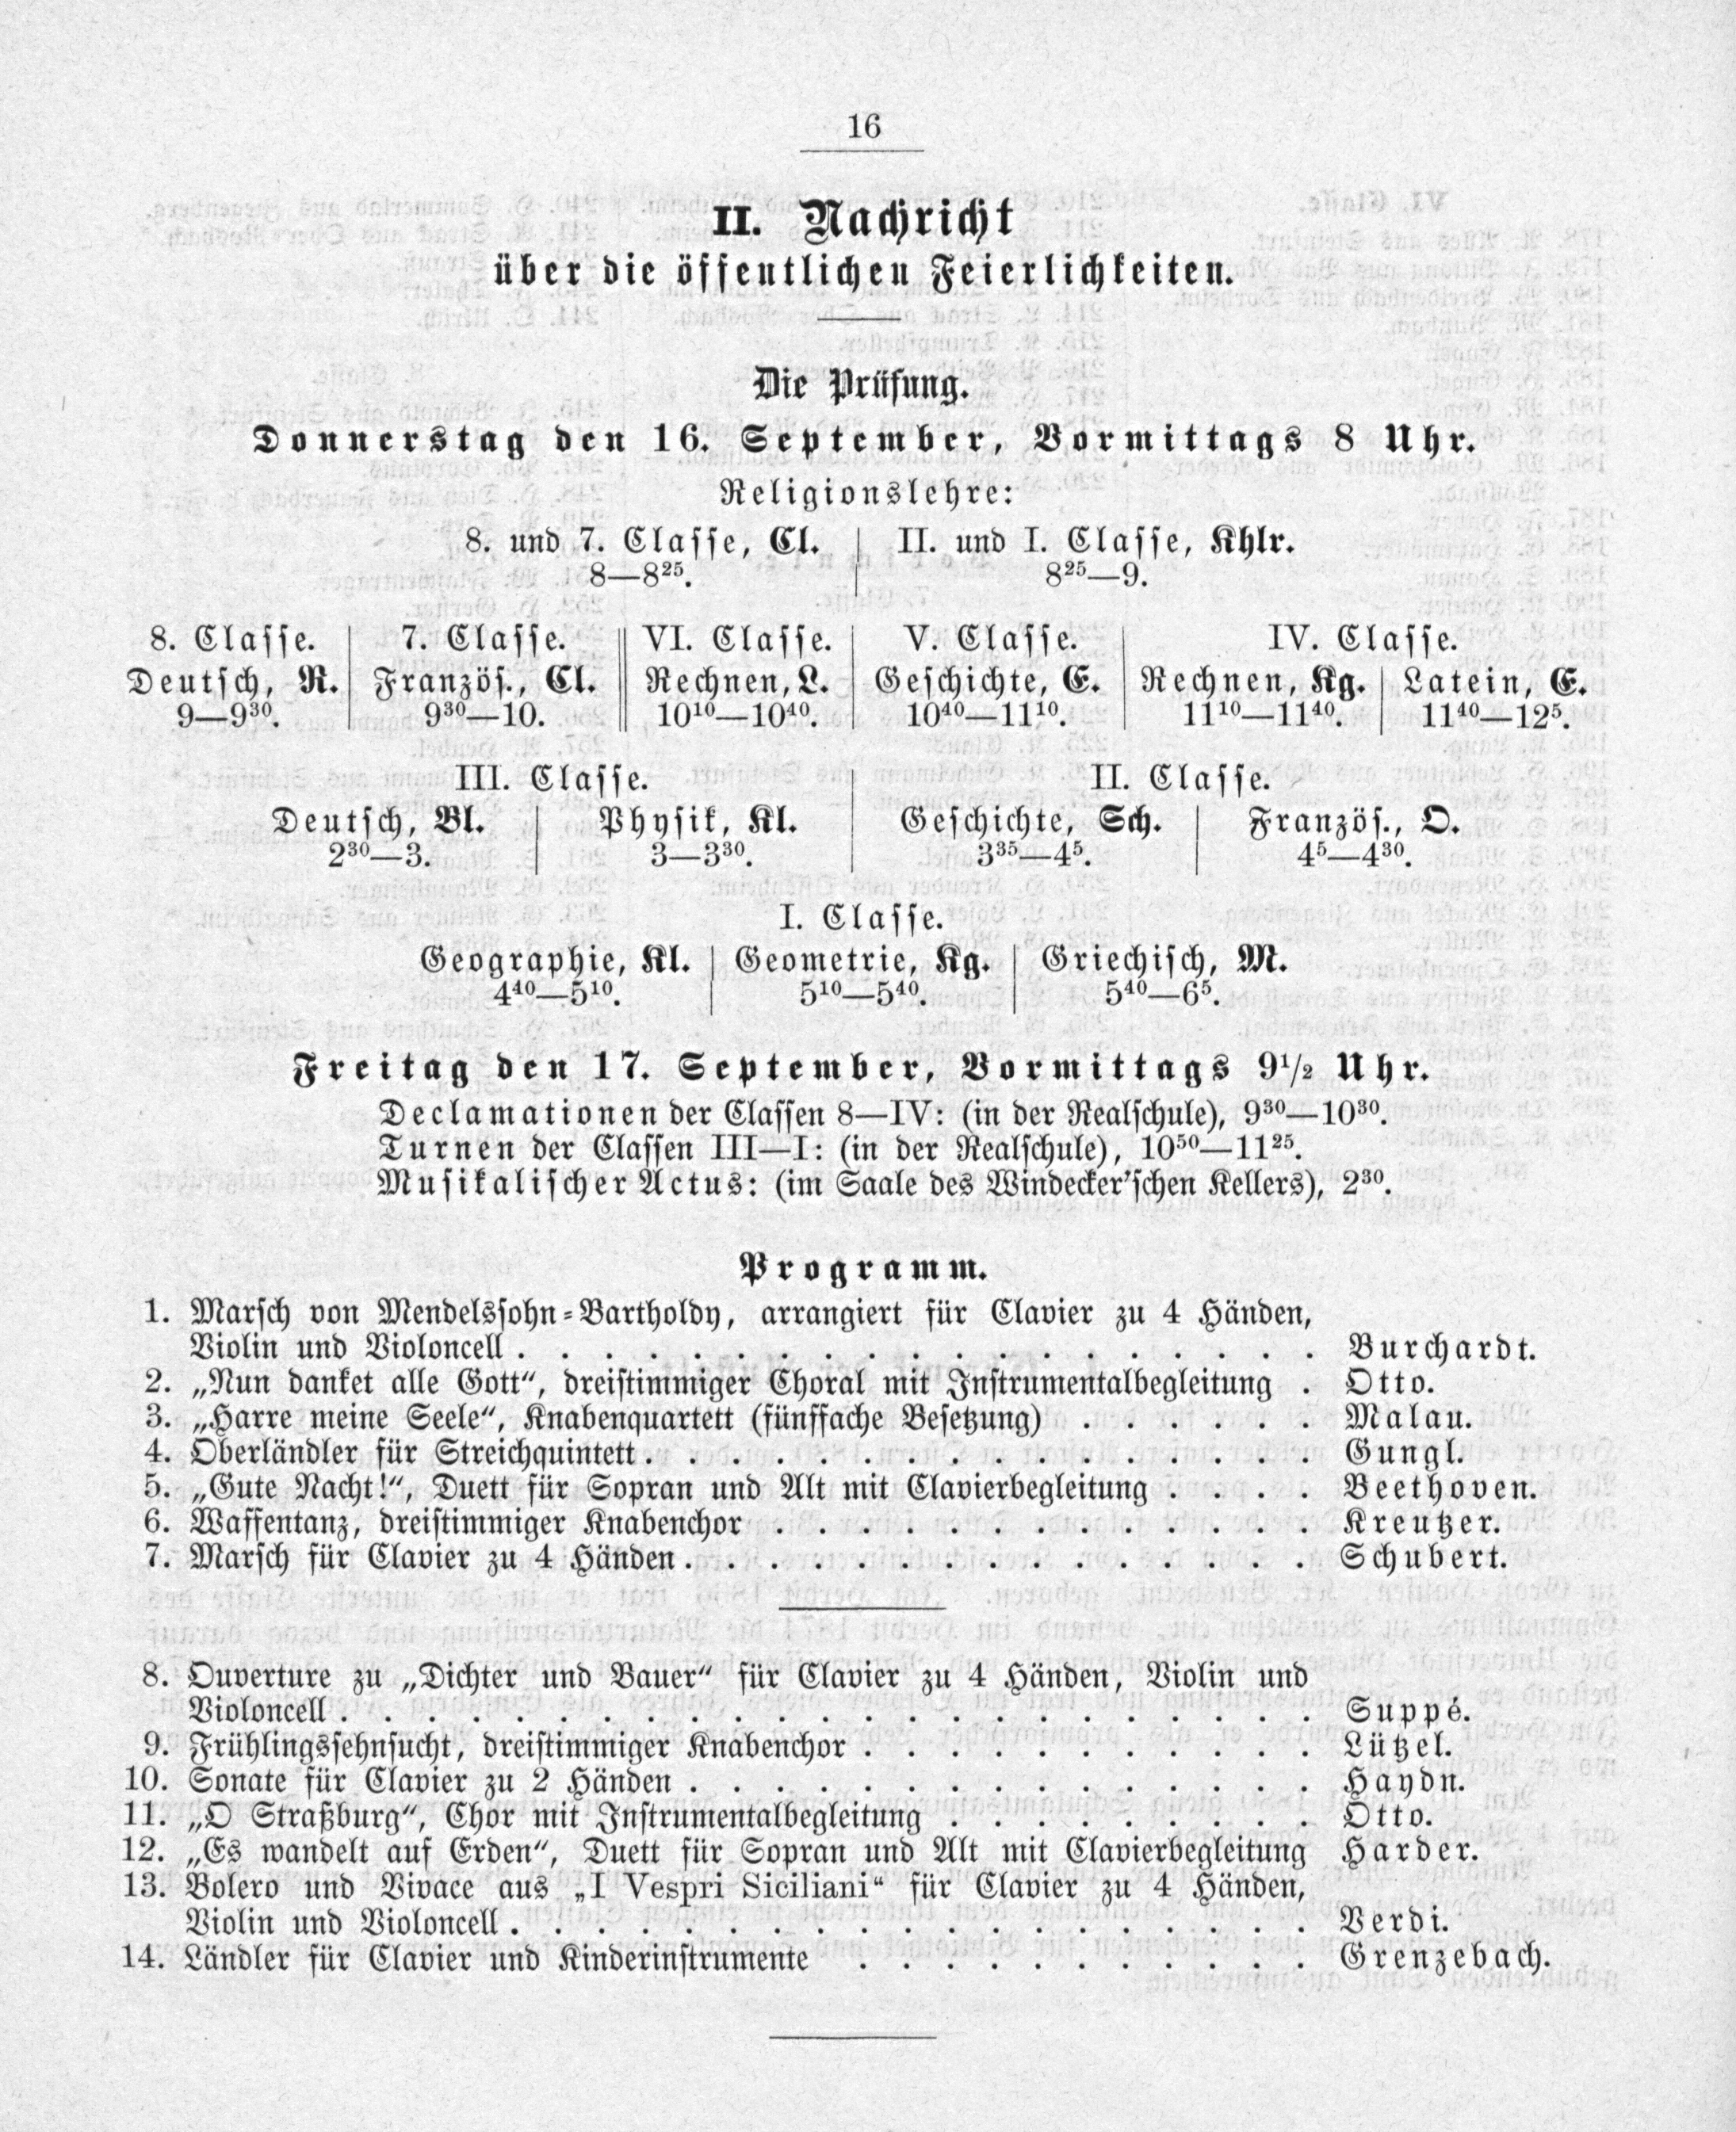 16
II. Nachricht
über die öffentlichen Feierlichkeiten.
Die Prüfung.
Donnerstag den 16. September, Vormittags 8 Uhr.
Religionslehre:
8. und 7. Classe, Cl. | II. und I. Classe, Khlr.
8—8²⁵. | 8²⁵—9.
8. Classe. | 7. Classe. || VI. Classe. | V. Classe. | IV. Classe.
Deutsch, R. | Französ., Cl. || Rechnen, L. | Geschichte, E. | Rechnen, Kg. | Latein, E.
9—9³⁰. | 9³⁰—10. || 10¹⁰—10⁴⁰. | 10⁴⁰—11¹⁰. | 11¹⁰—11⁴⁰. | 11⁴⁰—12⁵.
III. Classe. | II. Classe.
Deutsch, Bl. | Physik, Kl. | Geschichte, Sch. | Französ., O.
2³⁰—3. | 3—3³⁰. | 3³⁵—4⁵. | 4⁵—4³⁰.
I. Classe.
Geographie, Kl. | Geometrie, Kg. | Griechisch, M.
4⁴⁰—5¹⁰. | 5¹⁰—5⁴⁰. | 5⁴⁰—6⁵.
Freitag den 17. September, Vormittags 9¹/₂ Uhr.
Declamationen der Classen 8—IV: (in der Realschule), 9³⁰—10³⁰.
Turnen der Classen III—I: (in der Realschule), 10⁵⁰—11²⁵.
Musikalischer Actus: (im Saale des Windecker'schen Kellers), 2³⁰.
Programm.
1. Marsch von Mendelssohn-Bartholdy, arrangiert für Clavier zu 4 Händen,
Violin und Violoncell . . . . . . . . . . . . . . . . . . . Burchardt.
2. „Nun danket alle Gott“, dreistimmiger Choral mit Instrumentalbegleitung . Otto.
3. „Harre meine Seele“, Knabenquartett (fünffache Besetzung) . . . . . . Malau.
4. Oberländler für Streichquintett . . . . . . . . . . . . . . . . Gungl.
5. „Gute Nacht!“, Duett für Sopran und Alt mit Clavierbegleitung . . . . Beethoven.
6. Waffentanz, dreistimmiger Knabenchor . . . . . . . . . . . . . Kreutzer.
7. Marsch für Clavier zu 4 Händen . . . . . . . . . . . . . . . Schubert.
8. Ouverture zu „Dichter und Bauer“ für Clavier zu 4 Händen, Violin und
Violoncell . . . . . . . . . . . . . . . . . . . . . . . Suppé.
9. Frühlingssehnsucht, dreistimmiger Knabenchor . . . . . . . . . . . Lützel.
10. Sonate für Clavier zu 2 Händen . . . . . . . . . . . . . . . Haydn.
11. „O Straßburg“, Chor mit Instrumentalbegleitung . . . . . . . . . Otto.
12. „Es wandelt auf Erden“, Duett für Sopran und Alt mit Clavierbegleitung Harder.
13. Bolero und Vivace aus „I Vespri Siciliani“ für Clavier zu 4 Händen,
Violin und Violoncell . . . . . . . . . . . . . . . . . . . Verdi.
14. Ländler für Clavier und Kinderinstrumente . . . . . . . . . . . Grenzebach.